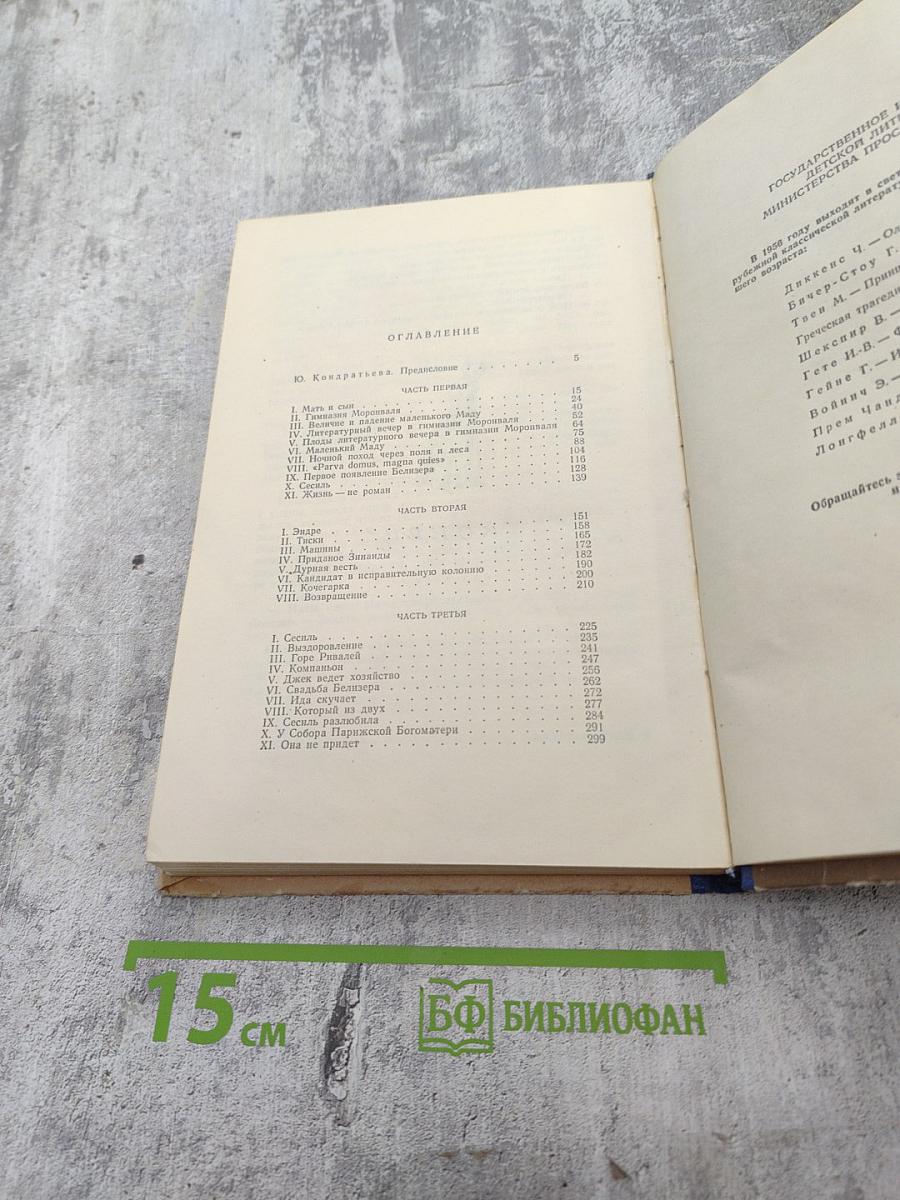 ОГЛАВЛЕНИЕ
Ю. Кондратьева. Предисловие . . . . . . . . 5
ЧАСТЬ ПЕРВАЯ
I. Мать и сын . . . . . . . . 15
II. Гимназия Моронваля . . . . . . . . 24
III. Величие и падение маленького Маду . . . . . . 40
IV. Литературный вечер в гимназии Моронваля . . . . 52
V. Плоды литературного вечера в гимназии Моронваля 64
VI. Маленький Маду . . . . . . . . 75
VII. Ночной поход через поля и леса . . . . . . . . 88
VIII. «Parva domus, magna quies» . . . . . . . . 104
IX. Первое появление Белизера . . . . . . . . 116
X. Сесиль . . . . . . . . 128
XI. Жизнь — не роман . . . . . . . . 139
ЧАСТЬ ВТОРАЯ
I. Эндре . . . . . . . . 151
II. Тиски . . . . . . . . 158
III. Машины . . . . . . . . 165
IV. Приданое Зинаиды . . . . . . . . 172
V. Дурная весть . . . . . . . . 182
VI. Кандидат в исправительную колонию . . . . . . . . 190
VII. Кочегарка . . . . . . . . 200
VIII. Возвращение . . . . . . . . 210
ЧАСТЬ ТРЕТЬЯ
I. Сесиль . . . . . . . . 225
II. Выздоровление . . . . . . . . 235
III. Горе Ривалей . . . . . . . . 241
IV. Компаньон . . . . . . . . 247
V. Джек ведет хозяйство . . . . . . . . 256
VI. Свадьба Белизера . . . . . . . . 262
VII. Ида скучает . . . . . . . . 272
VIII. Который из двух . . . . . . . . 277
IX. Сесиль разлюбила . . . . . . . . 284
X. У Собора Парижской Богоматери . . . . . . . . 291
XI. Она не придет . . . . . . . . 299
ГОСУДАРСТВЕННОЕ
ДЕТСКОЙ ЛИТ
МИНИСТЕРСТВА ПРОС
В 1956 году выходят в свет
рубежной классической литерату
шего возраста:
Диккенс Ч. — Ол
Бичер-Стоу Г.
Твен М. — Принц
Греческая трагеди
Шекспир В. —
Гете И.-В. — Ф
Гейне Г. — И
Войнич Э. —
Прем Чанд
Лонгфелл
Обращайтесь з
15 см
БФ БИБЛИОФАН